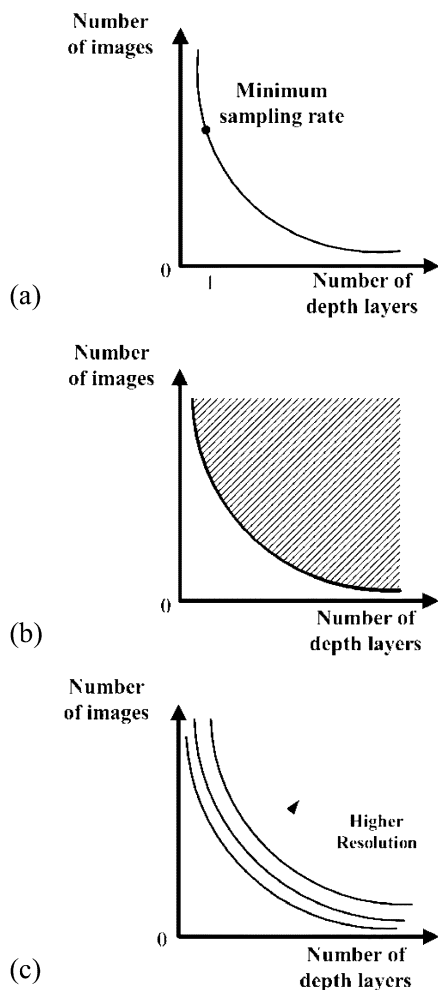 Number
of images
Minimum
sampling rate
0
1
Number of
depth layers
(a)
Number
of images
0
Number of
depth layers
(b)
Number
of images
Higher
Resolution
0
Number of
depth layers
(c)